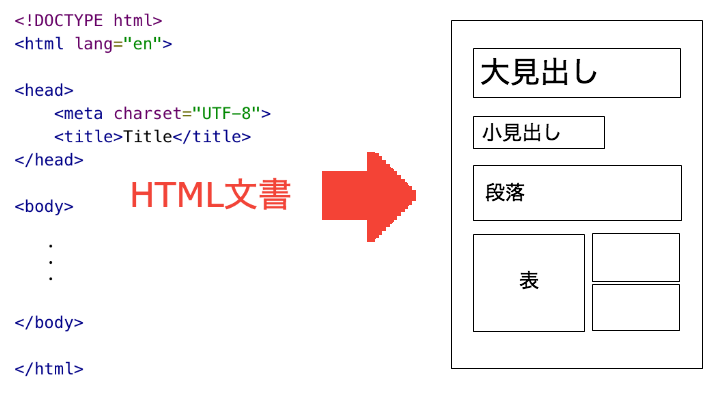 <!DOCTYPE html>
<html lang="en">
<head>
<meta charset="UTF-8">
<title>Title</title>
</head>
<body>
.
.
.
</body>
</html>
HTML文書
大見出し
小見出し
段落
表